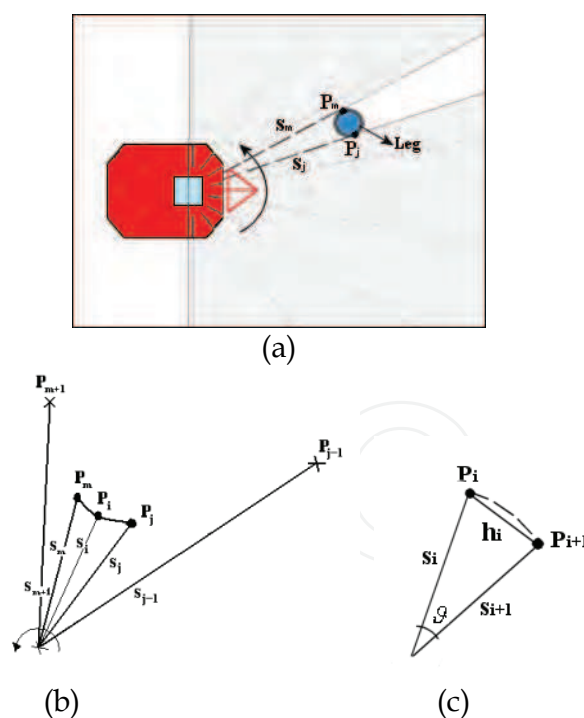 Pm
Sm
Leg
Sj
Pj
(a)
Pm+1
Pj-1
Pm
Pi
Pj
Sm
Si
Sj
Sm+1
Sj-1
Pi
hi
Pi+1
Si
Si+1
ϑ
(b)
(c)